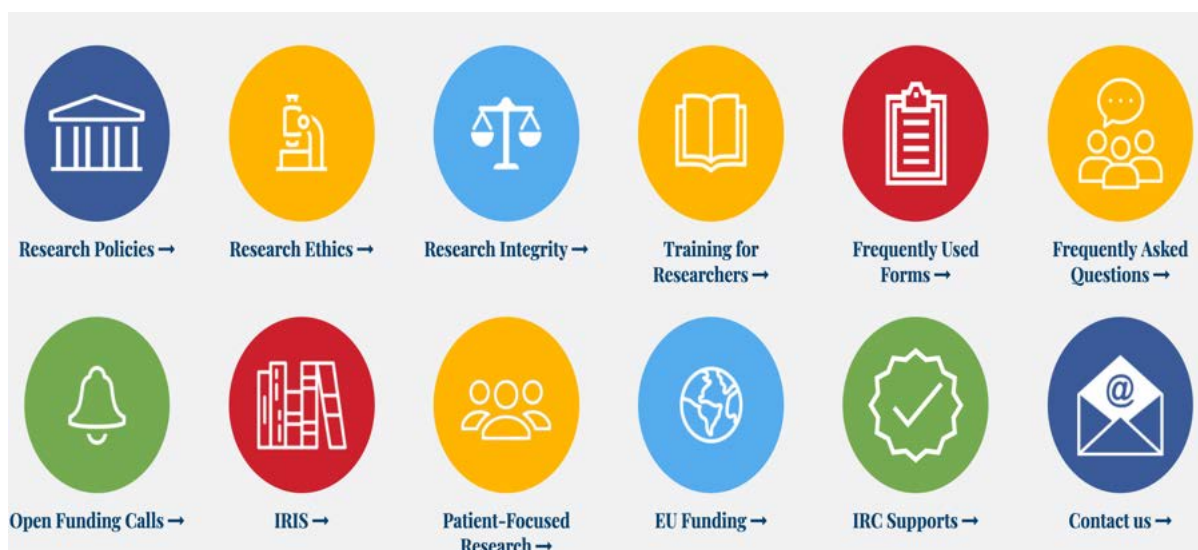 Research Policies →
Research Ethics →
Research Integrity →
Training for
Researchers →
Frequently Used
Forms →
Frequently Asked
Questions →
@
Open Funding Calls →
IRIS →
Patient-Focused
Research →
EU Funding →
IRC Supports →
Contact us →